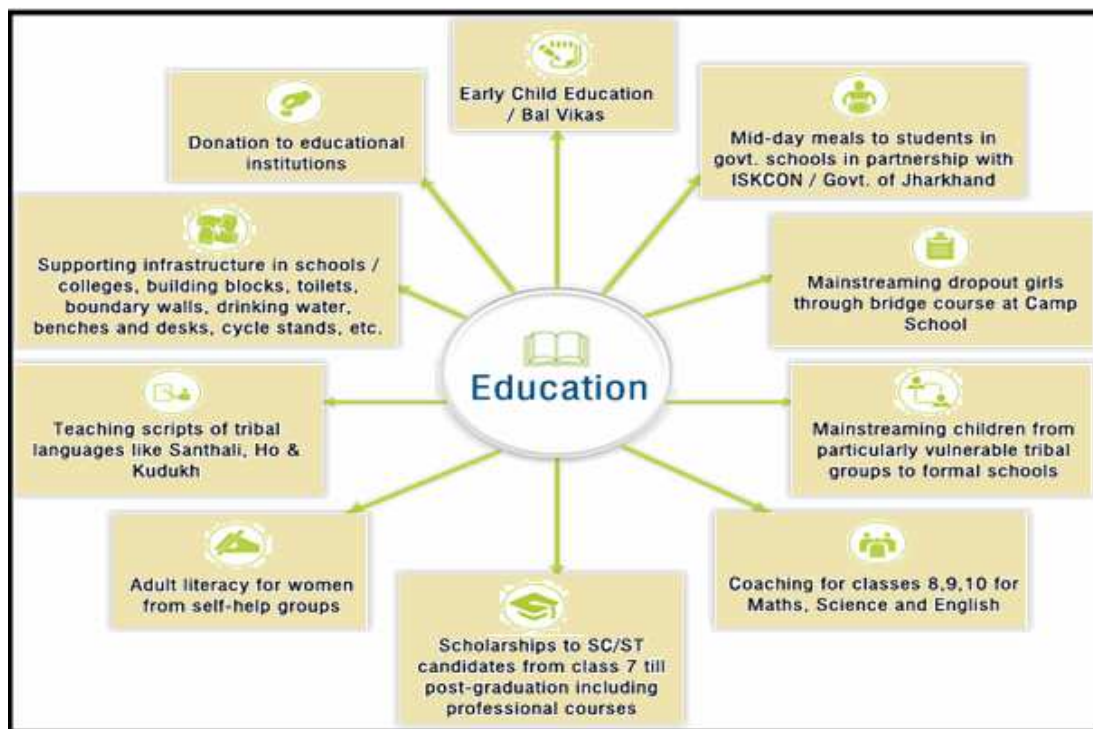 Early Child Education
/ Bal Vikas
Donation to educational
institutions
Mid-day meals to students in
govt. schools in partnership with
ISKCON / Govt. of Jharkhand
Supporting infrastructure in schools /
colleges, building blocks, toilets,
boundary walls, drinking water,
benches and desks, cycle stands, etc.
Mainstreaming dropout girls
through bridge course at Camp
School
Education
Teaching scripts of tribal
languages like Santhali, Ho &
Kudukh
Mainstreaming children from
particularly vulnerable tribal
groups to formal schools
Adult literacy for women
from self-help groups
Coaching for classes 8,9,10 for
Maths, Science and English
Scholarships to SC/ST
candidates from class 7 till
post-graduation including
professional courses